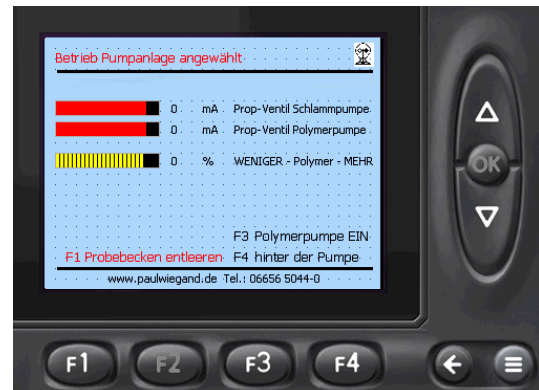 Betrieb Pumpanlage angewählt
0 mA Prop-Ventil Schlammpumpe
0 mA Prop-Ventil Polymerpumpe
0 % WENIGER - Polymer - MEHR
F3 Polymerpumpe EIN
F1 Probebecken entleeren F4 hinter der Pumpe
www.paulwiegand.de Tel.: 06656 5044-0
OK
F1 F2 F3 F4